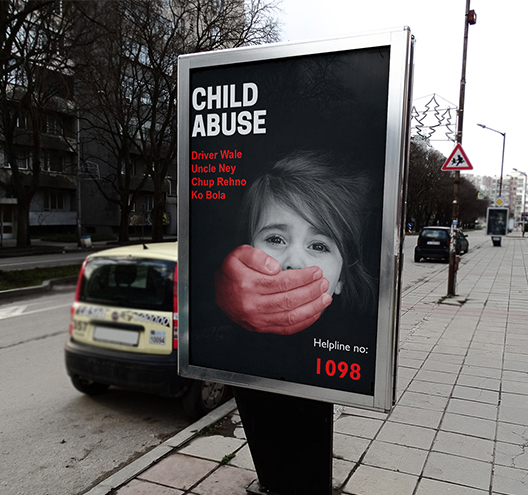 CHILD
ABUSE
Driver Wale
Uncle Ney
Chup Rehno
Ko Bola
Helpline no:
1098